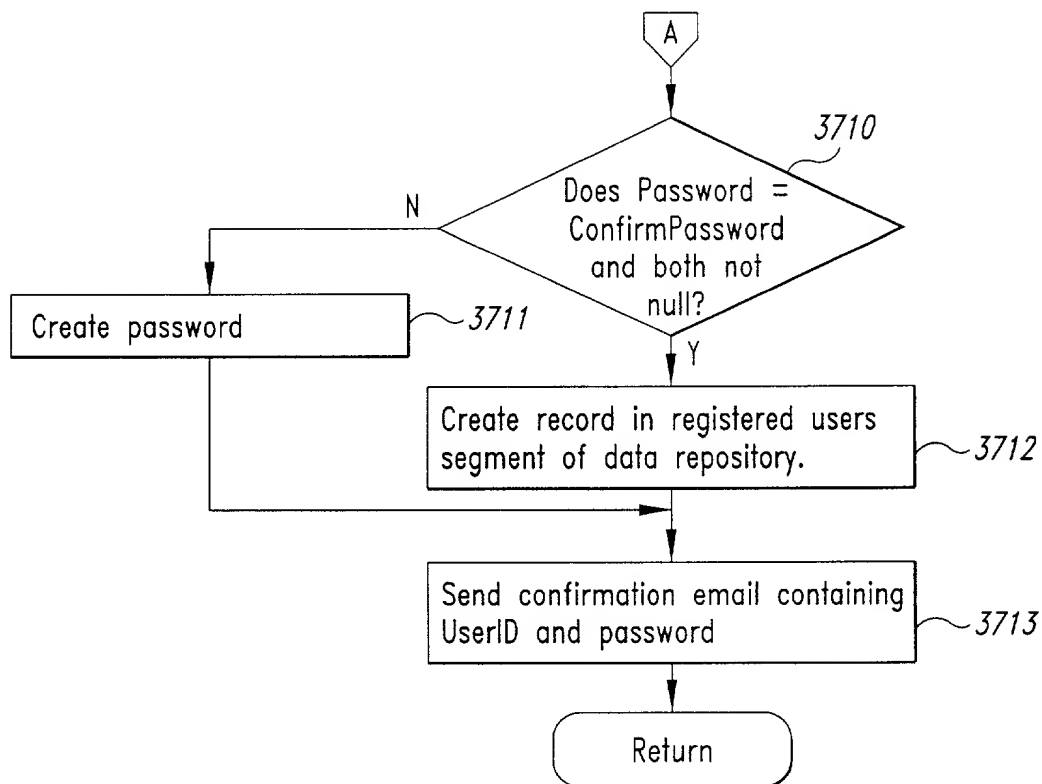 A
3710
Does Password =
ConfirmPassword
and both not
null?
N
Y
Create password
3711
Create record in registered users
segment of data repository.
3712
Send confirmation email containing
UserID and password
3713
Return